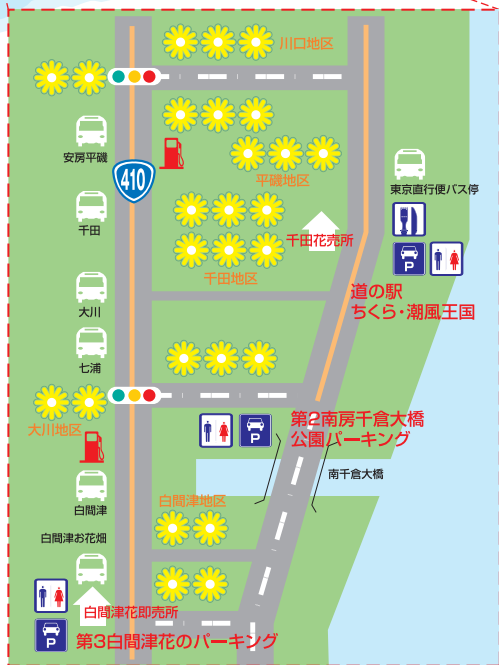 川口地区
安房平磯
410
平磯地区
東京直行便バス停
千田
千田花売所
千田地区
P
道の駅
ちくら・潮風王国
大川
七浦
大川地区
P
第2南房千倉大橋
公園パーキング
南千倉大橋
白間津
白間津地区
白間津お花畑
白間津花即売所
P
第3白間津花のパーキング